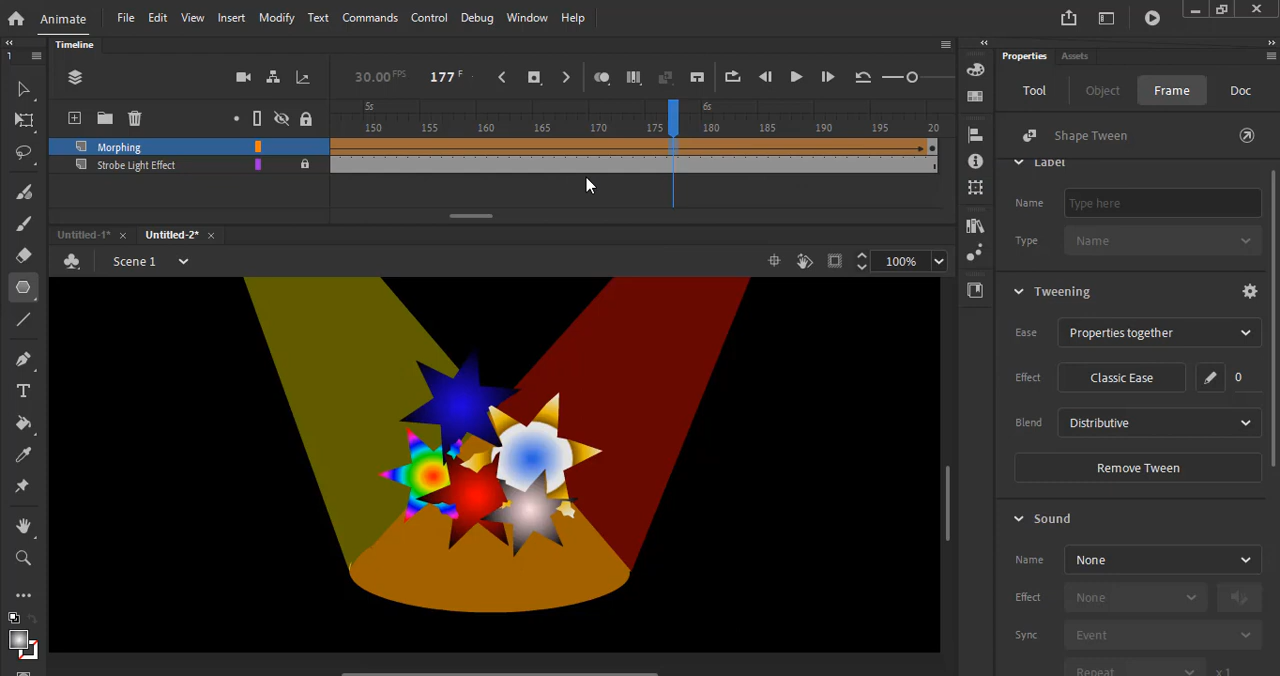 Animate
File Edit View Insert Modify Text Commands Control Debug Window Help
1
Timeline
30.00 FPS 177 F
5s 6s
150 155 160 165 170 175 180 185 190 195 20
Morphing
Strobe Light Effect
Untitled-1* × Untitled-2* ×
Scene 1 100%
Properties Assets
Tool Object Frame Doc
Shape Tween
Label
Name Type here
Type Name
Tweening
Ease Properties together
Effect Classic Ease 0
Blend Distributive
Remove Tween
Sound
Name None
Effect None
Sync Event
Repeat x 1